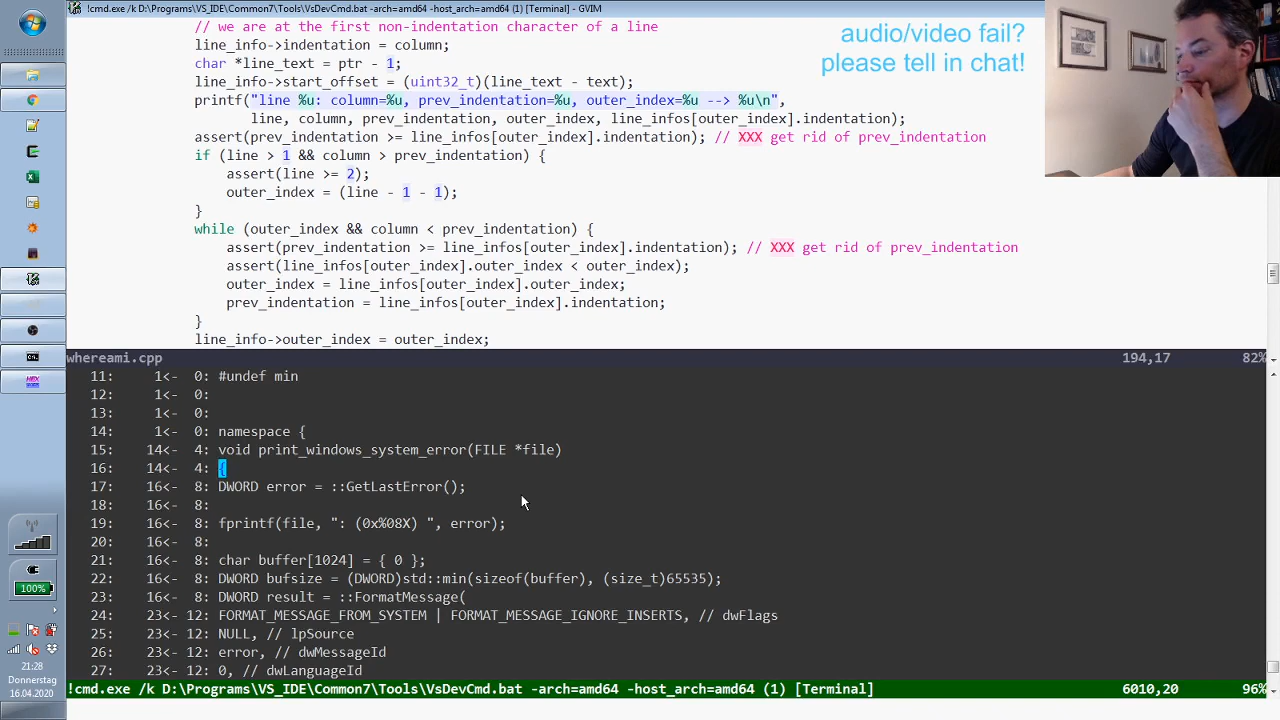 !cmd.exe /k D:\Programs\VS_IDE\Common7\Tools\VsDevCmd.bat -arch=amd64 -host_arch=amd64 (1) [Terminal] - GVIM
audio/video fail?
please tell in chat!
// we are at the first non-indentation character of a line
line_info->indentation = column;
char *line_text = ptr - 1;
line_info->start_offset = (uint32_t)(line_text - text);
printf("line %u: column=%u, prev_indentation=%u, outer_index=%u --> %u\n",
line, column, prev_indentation, outer_index, line_infos[outer_index].indentation);
assert(prev_indentation >= line_infos[outer_index].indentation); // XXX get rid of prev_indentation
if (line > 1 && column > prev_indentation) {
assert(line >= 2);
outer_index = (line - 1 - 1);
}
while (outer_index && column < prev_indentation) {
assert(prev_indentation >= line_infos[outer_index].indentation); // XXX get rid of prev_indentation
assert(line_infos[outer_index].outer_index < outer_index);
outer_index = line_infos[outer_index].outer_index;
prev_indentation = line_infos[outer_index].indentation;
}
line_info->outer_index = outer_index;
whereami.cpp 194,17 82%
11: 1<- 0: #undef min
12: 1<- 0:
13: 1<- 0:
14: 1<- 0: namespace {
15: 14<- 4: void print_windows_system_error(FILE *file)
16: 14<- 4: {
17: 16<- 8: DWORD error = ::GetLastError();
18: 16<- 8:
19: 16<- 8: fprintf(file, ": (0x%08X) ", error);
20: 16<- 8:
21: 16<- 8: char buffer[1024] = { 0 };
22: 16<- 8: DWORD bufsize = (DWORD)std::min(sizeof(buffer), (size_t)65535);
23: 16<- 8: DWORD result = ::FormatMessage(
24: 23<- 12: FORMAT_MESSAGE_FROM_SYSTEM | FORMAT_MESSAGE_IGNORE_INSERTS, // dwFlags
25: 23<- 12: NULL, // lpSource
26: 23<- 12: error, // dwMessageId
27: 23<- 12: 0, // dwLanguageId
!cmd.exe /k D:\Programs\VS_IDE\Common7\Tools\VsDevCmd.bat -arch=amd64 -host_arch=amd64 (1) [Terminal] 6010,20 96%
100%
21:28
Donnerstag
16.04.2020